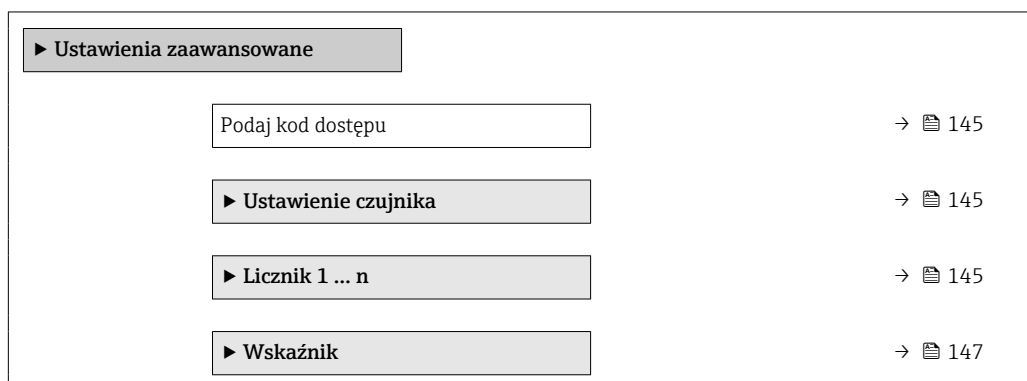 ▶ Ustawienia zaawansowane
Podaj kod dostępu → 145
▶ Ustawienie czujnika → 145
▶ Licznik 1 … n → 145
▶ Wskaźnik → 147